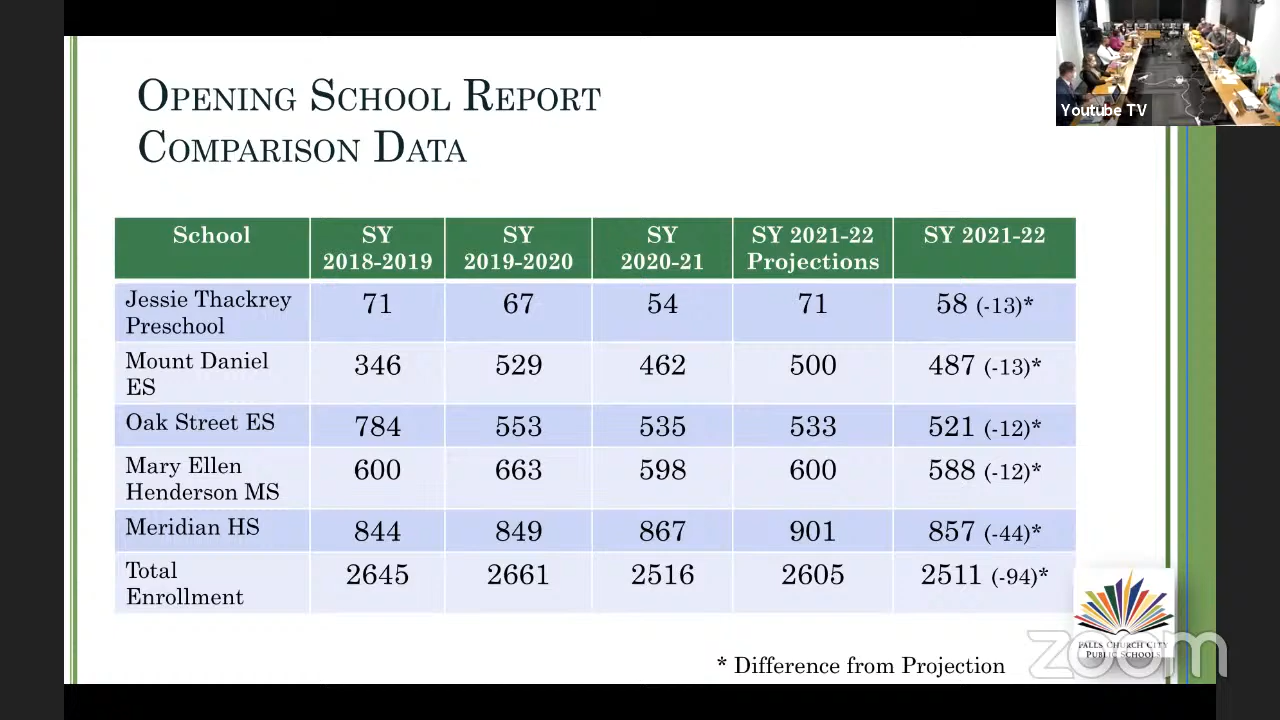 Youtube TV
OPENING SCHOOL REPORT
COMPARISON DATA
School SY 2018-2019 SY 2019-2020 SY 2020-21 SY 2021-22 Projections SY 2021-22
Jessie Thackrey Preschool 71 67 54 71 58 (-13)*
Mount Daniel ES 346 529 462 500 487 (-13)*
Oak Street ES 784 553 535 533 521 (-12)*
Mary Ellen Henderson MS 600 663 598 600 588 (-12)*
Meridian HS 844 849 867 901 857 (-44)*
Total Enrollment 2645 2661 2516 2605 2511 (-94)*
FALLS CHURCH CITY
PUBLIC SCHOOLS
zoom
* Difference from Projection